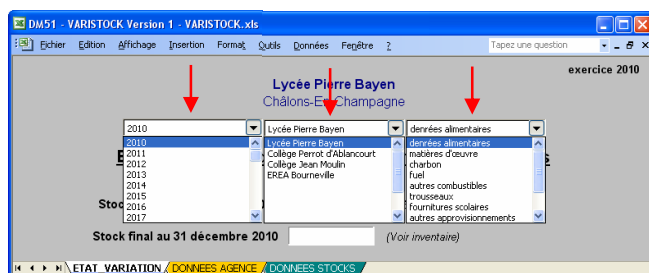 DM51 - VARISTOCK Version 1 - VARISTOCK.xls
Fichier Edition Affichage Insertion Format Outils Données Fenêtre ? Tapez une question
exercice 2010
Lycée Pierre Bayen
Châlons-En-Champagne
2010 Lycée Pierre Bayen denrées alimentaires
2010 Lycée Pierre Bayen denrées alimentaires
2011 Collège Perrot d'Ablancourt matières d'œuvre
2012 Collège Jean Moulin charbon
2013 EREA Bourneville fuel
2014 autres combustibles
2015 trousseaux
2016 fournitures scolaires
2017 autres approvisionnements
Stock final au 31 décembre 2010 (Voir inventaire)
ETAT_VARIATION DONNEES AGENCE DONNEES STOCKS